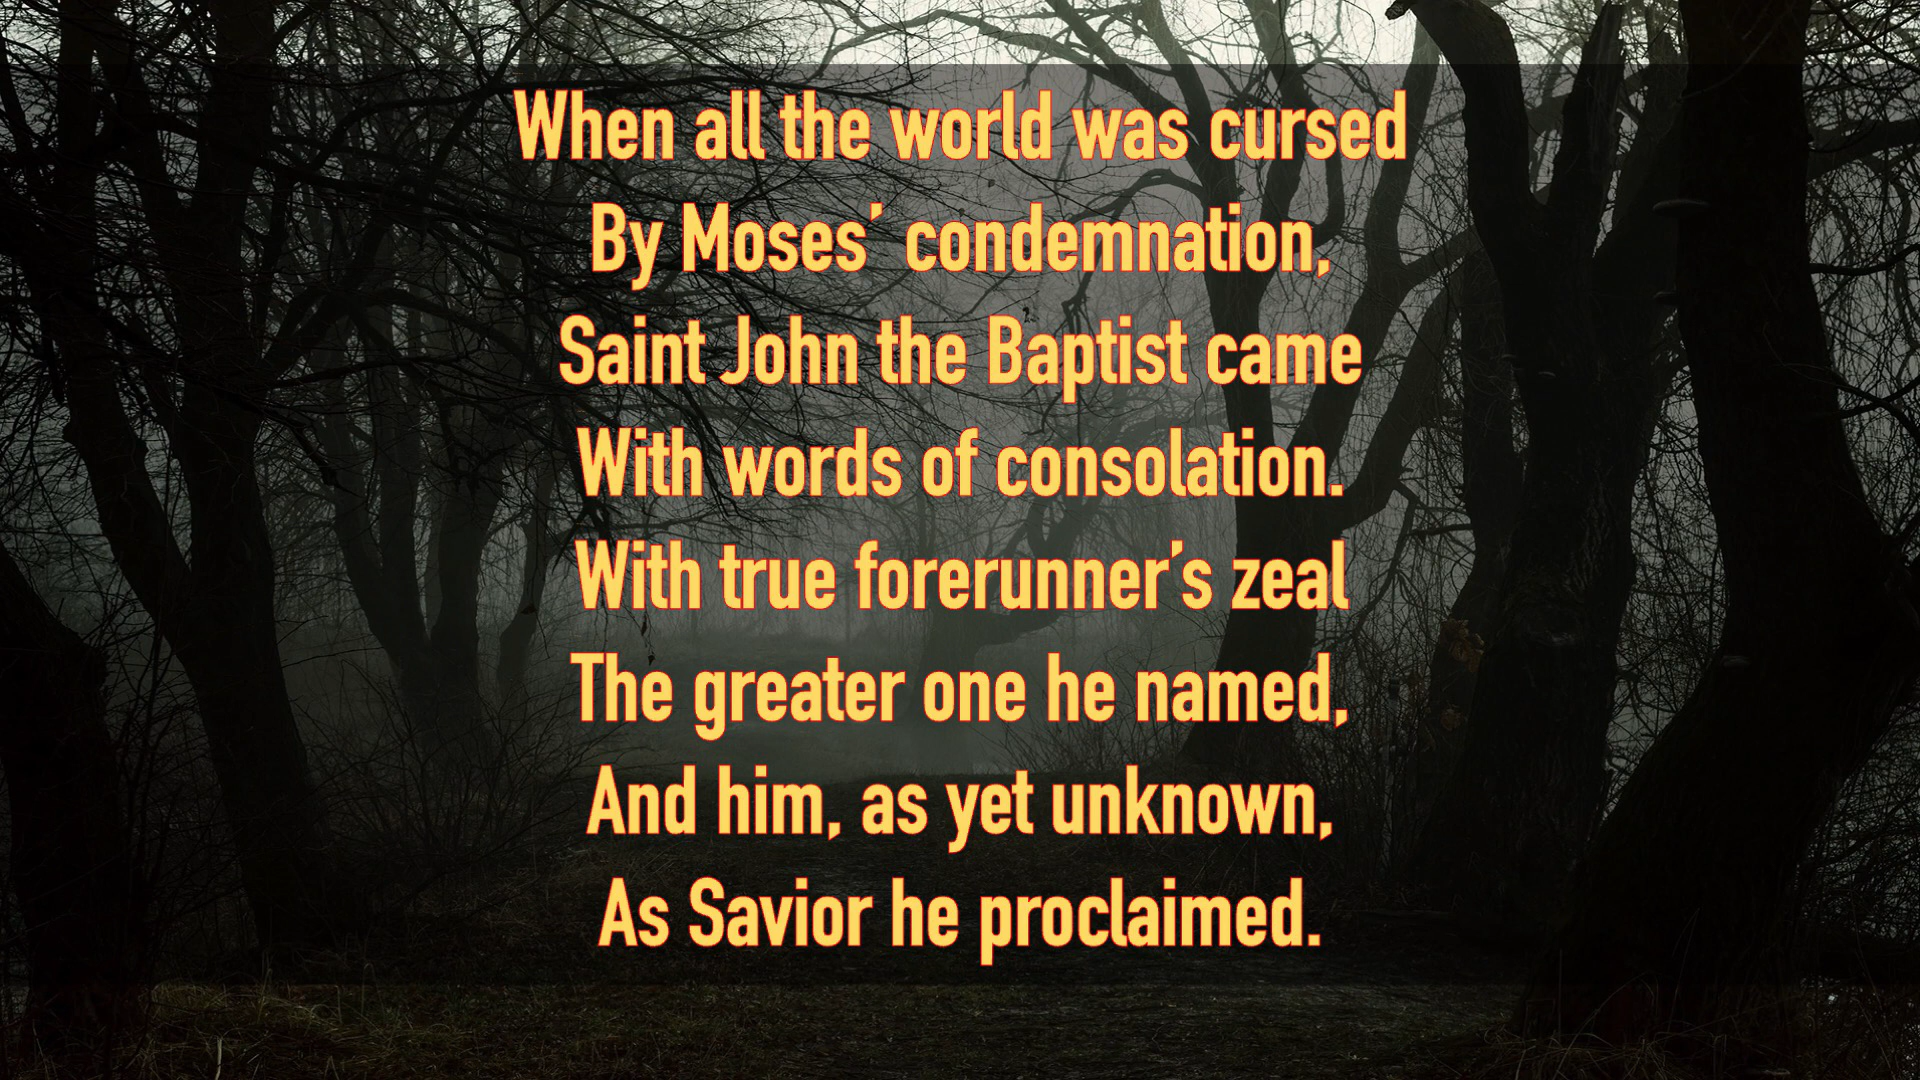 When all the world was cursed
By Moses’ condemnation,
Saint John the Baptist came
With words of consolation.
With true forerunner’s zeal
The greater one he named,
And him, as yet unknown,
As Savior he proclaimed.